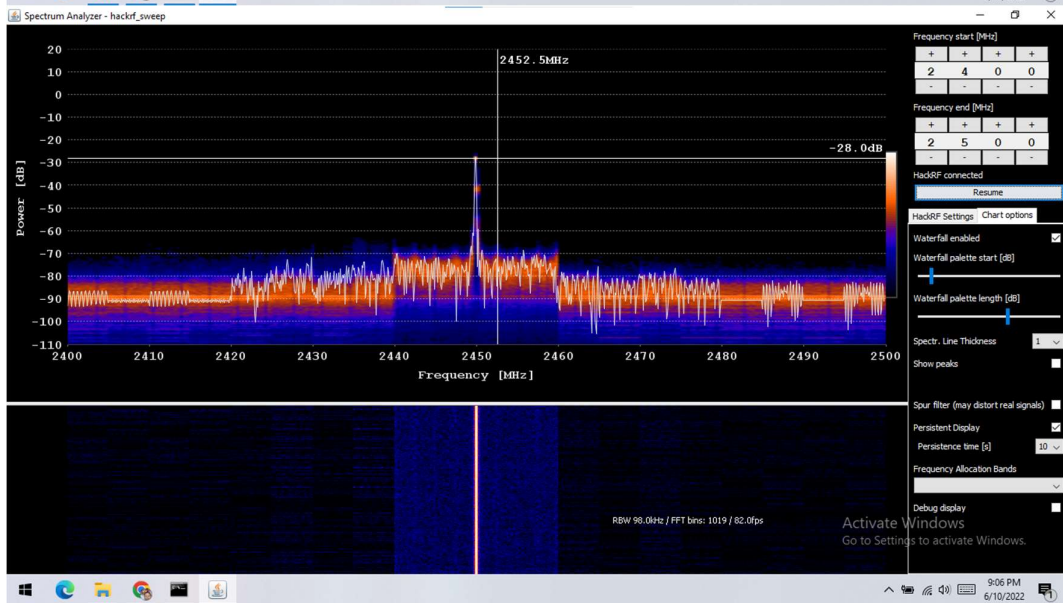 Spectrum Analyzer - hackrf_sweep
Frequency start [MHz]
+ + + +
2 4 0 0
- - - -
Frequency end [MHz]
+ + + +
2 5 0 0
- - - -
HackRF connected
Resume
HackRF Settings Chart options
Waterfall enabled
Waterfall palette start [dB]
Waterfall palette length [dB]
Spectr. Line Thickness 1
Show peaks
Spur filter (may distort real signals)
Persistent Display
Persistence time [s] 10
Frequency Allocation Bands
Debug display
2452.5MHz
-28.0dB
Power [dB]
20
10
0
-10
-20
-30
-40
-50
-60
-70
-80
-90
-100
-110
2400 2410 2420 2430 2440 2450 2460 2470 2480 2490 2500
Frequency [MHz]
RBW 98.0kHz / FFT bins: 1019 / 82.0fps
Activate Windows
Go to Settings to activate Windows.
9:06 PM
6/10/2022
1